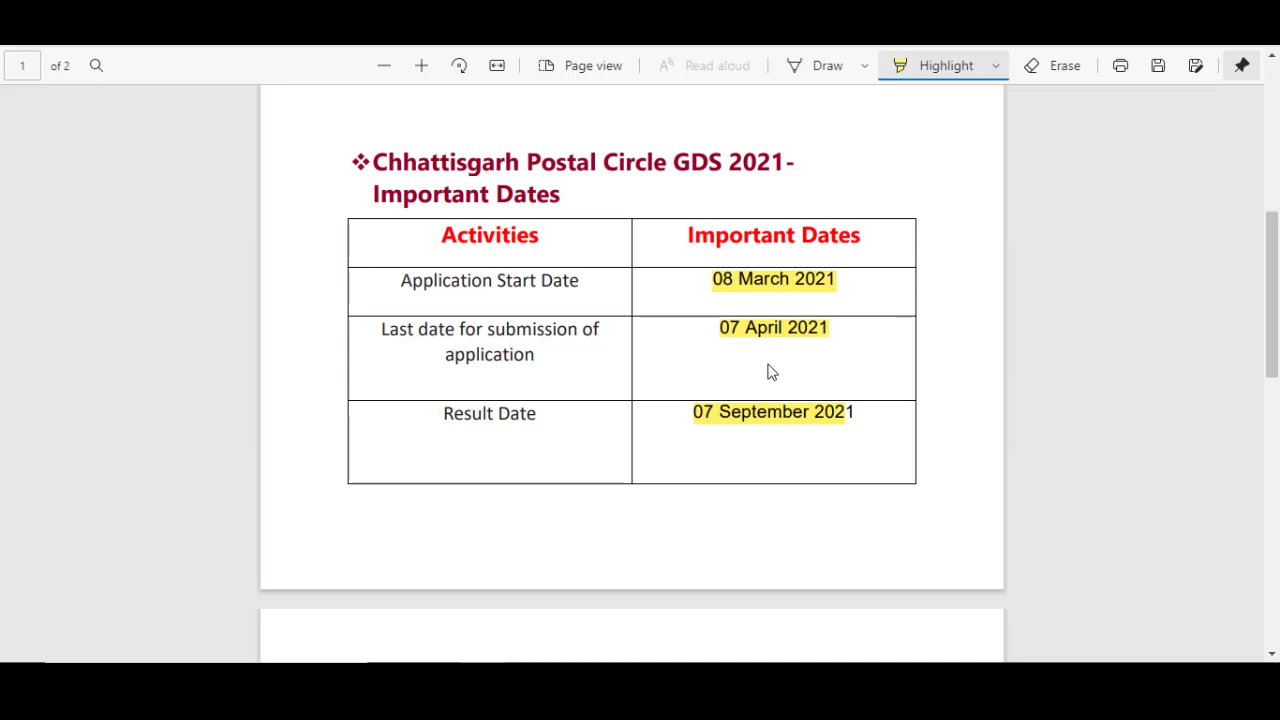 1 of 2 Page view Read aloud Draw Highlight Erase
❖Chhattisgarh Postal Circle GDS 2021-
Important Dates
Activities Important Dates
Application Start Date 08 March 2021
Last date for submission of 07 April 2021
application
Result Date 07 September 2021